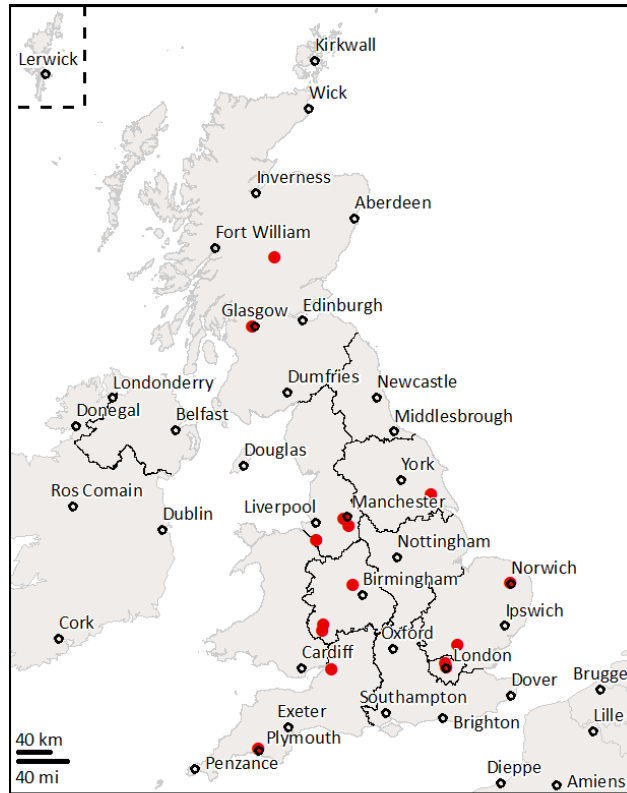 Kirkwall
Lerwick
Wick
Inverness
Aberdeen
Fort William
Glasgow
Edinburgh
Londonderry
Dumfries
Newcastle
Donegal
Belfast
Middlesbrough
Douglas
York
Ros Comain
Liverpool
Manchester
Dublin
Nottingham
Birmingham
Norwich
Cork
Ipswich
Oxford
Cardiff
London
Brugge
Southampton
Dover
Exeter
Brighton
Lille
Plymouth
40 km
Penzance
40 mi
Dieppe
Amiens